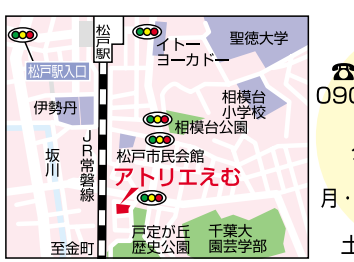 松戸駅
イトー
ヨーカドー
聖徳大学
松戸駅入口
伊勢丹
相模台
小学校
相模台公園
坂川
JR常磐線
松戸市民会館
アトリエえむ
戸定が丘
歴史公園
千葉大
園芸学部
至金町
☎
090
月・
土